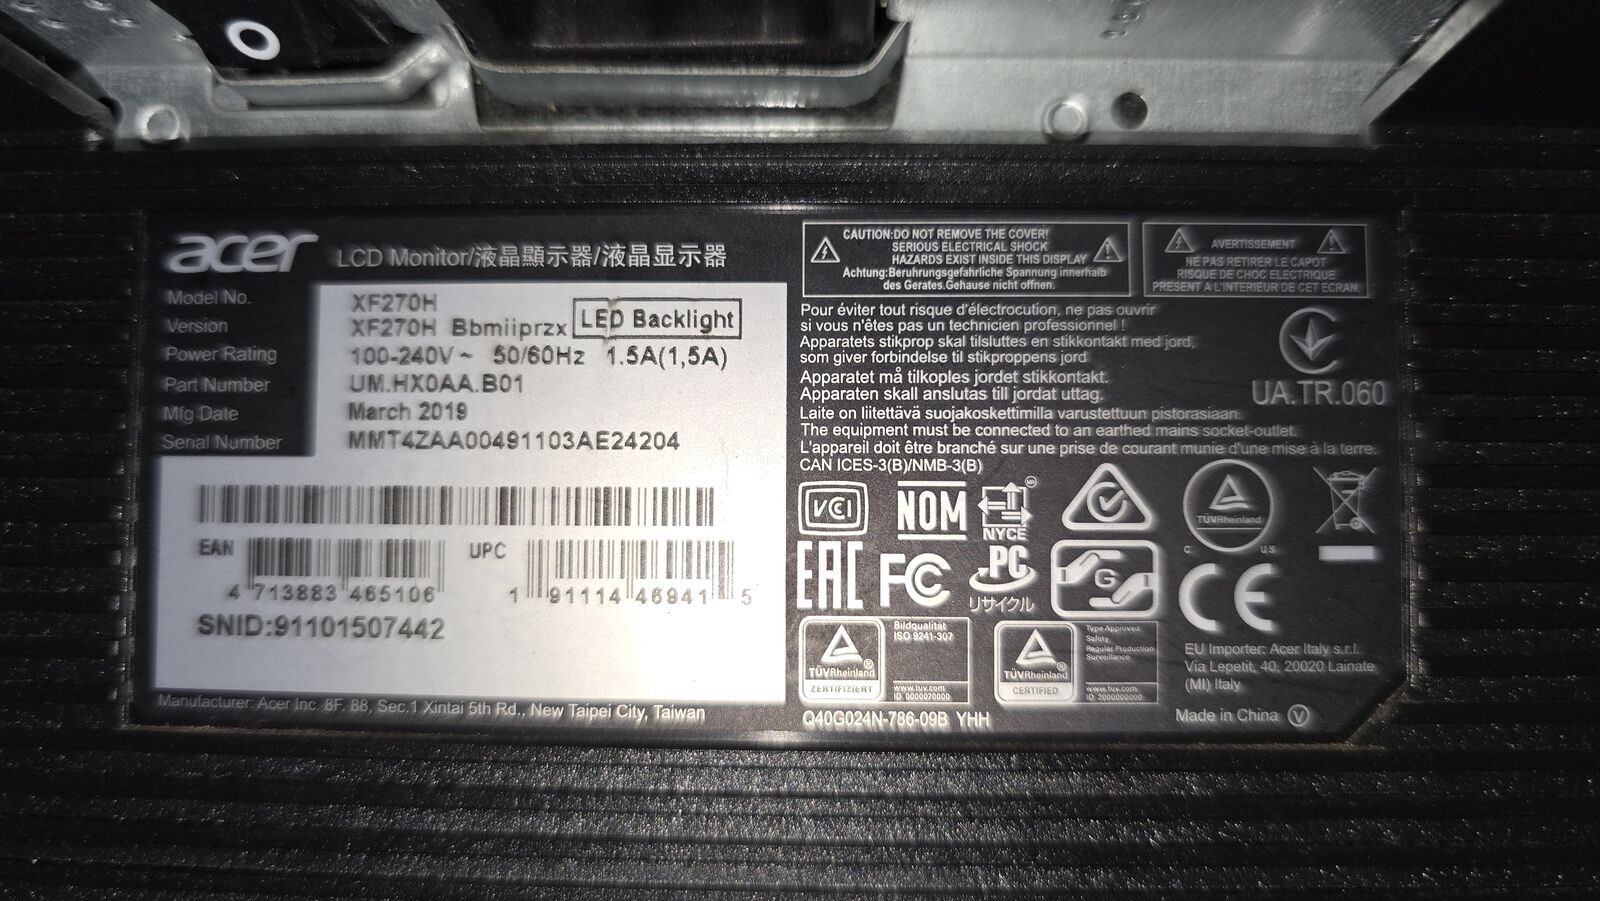 acer LCD Monitor/液晶顯示器/液晶显示器
Model No. XF270H
Version XF270H Bbmiiprzx
LED Backlight
Power Rating 100-240V ~ 50/60Hz 1.5A(1,5A)
Part Number UM.HX0AA.B01
Mfg Date March 2019
Serial Number MMT4ZAA00491103AE24204
EAN 4 713883 465106
UPC 1 91114 46941 5
SNID:91101507442
Manufacturer: Acer Inc. 8F. 88, Sec.1 Xintai 5th Rd., New Taipei City, Taiwan
CAUTION:DO NOT REMOVE THE COVER!
SERIOUS ELECTRICAL SHOCK
HAZARDS EXIST INSIDE THIS DISPLAY
Achtung:Beruhrungsgefahrliche Spannung innerhalb
des Gerates.Gehause nicht offnen.
AVERTISSEMENT
NE PAS RETIRER LE CAPOT
RISQUE DE CHOC ELECTRIQUE
PRESENT A L'INTERIEUR DE CET ECRAN.
Pour éviter tout risque d'électrocution, ne pas ouvrir
si vous n'êtes pas un technicien professionnel !
Apparatets stikprop skal tilsluttes en stikkontakt med jord,
som giver forbindelse til stikproppens jord
Apparatet må tilkoples jordet stikkontakt.
Apparaten skall anslutas till jordat uttag.
Laite on liitettävä suojakoskettimilla varustettuun pistorasiaan.
The equipment must be connected to an earthed mains socket-outlet.
L'appareil doit être branché sur une prise de courant munie d'une mise à la terre.
CAN ICES-3(B)/NMB-3(B)
UA.TR.060
VCCI
NOM
NYCE
MR
TÜVRheinland
C US
EAC
FC
PC
リサイクル
G
CE
TÜVRheinland
ZERTIFIZIERT
Bildqualität
ISO 9241-307
www.tuv.com
ID 0000070000
TÜVRheinland
CERTIFIED
Type Approved
Safety
Regular Production
Surveillance
www.tuv.com
ID 2000000000
EU Importer: Acer Italy s.r.l.
Via Lepetit, 40, 20020 Lainate
(MI) Italy
Q40G024N-786-09B YHH
Made in China V